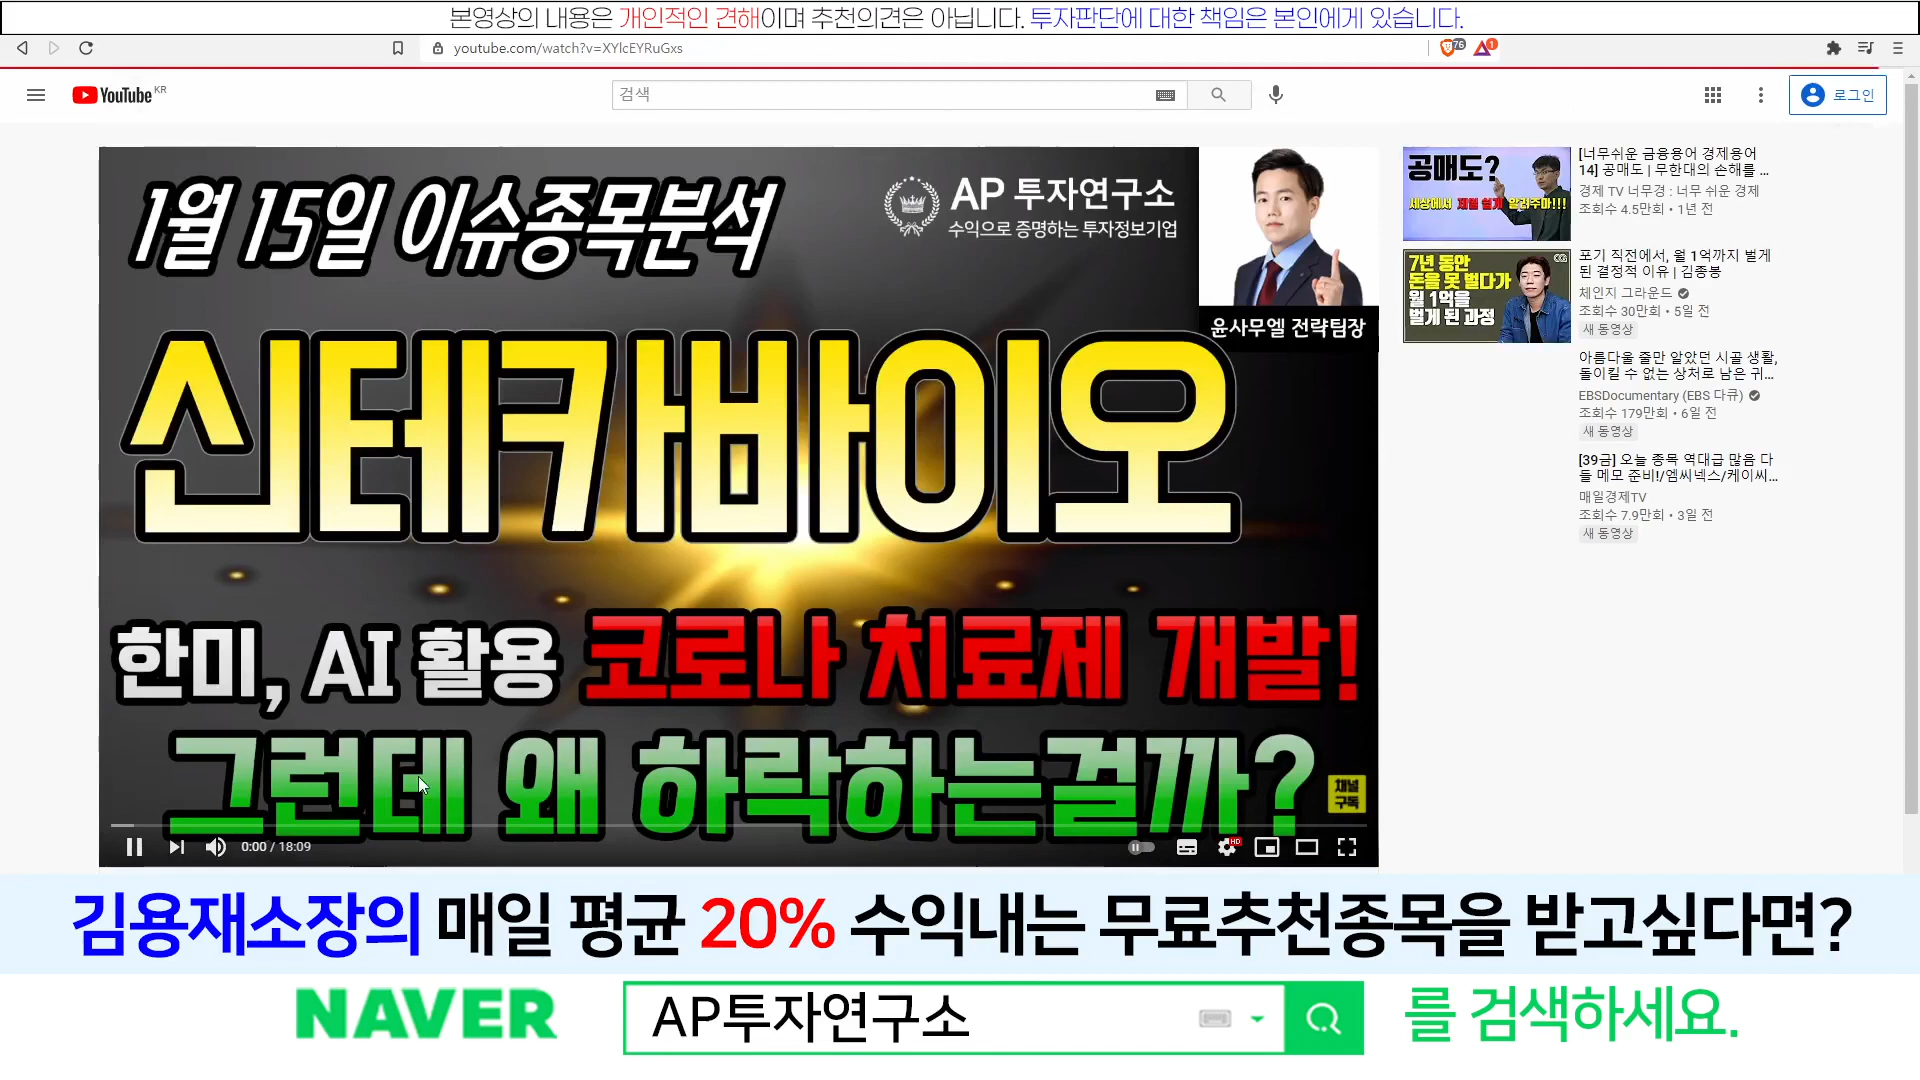 본영상의 내용은 개인적인 견해이며 추천의견은 아닙니다. 투자판단에 대한 책임은 본인에게 있습니다.
youtube.com/watch?v=XYlcEYRuGxs
76
1
YouTube KR
검색
로그인
1월 15일 이슈종목분석
AP 투자연구소
수익으로 증명하는 투자정보기업
윤사무엘 전략팀장
신테카바이오
한미, AI 활용 코로나 치료제 개발!
그런데 왜 하락하는걸까?
채널
구독
0:00 / 18:09
HD
공매도?
세상에서 제일 쉽게 알려주마!!!
[너무쉬운 금융용어 경제용어
14] 공매도 | 무한대의 손해를 ...
경제 TV 너무경 : 너무 쉬운 경제
조회수 4.5만회 • 1년 전
7년 동안
돈을 못 벌다가
월 1억을
벌게 된 과정
포기 직전에서, 월 1억까지 벌게
된 결정적 이유 | 김종봉
체인지 그라운드
조회수 30만회 • 5일 전
새 동영상
아름다울 줄만 알았던 시골 생활,
돌이킬 수 없는 상처로 남은 귀...
EBSDocumentary (EBS 다큐)
조회수 179만회 • 6일 전
새 동영상
[39금] 오늘 종목 역대급 많음 다
들 메모 준비!/엠씨넥스/케이씨...
매일경제TV
조회수 7.9만회 • 3일 전
새 동영상
김용재소장의 매일 평균 20% 수익내는 무료추천종목을 받고싶다면?
NAVER AP투자연구소 를 검색하세요.